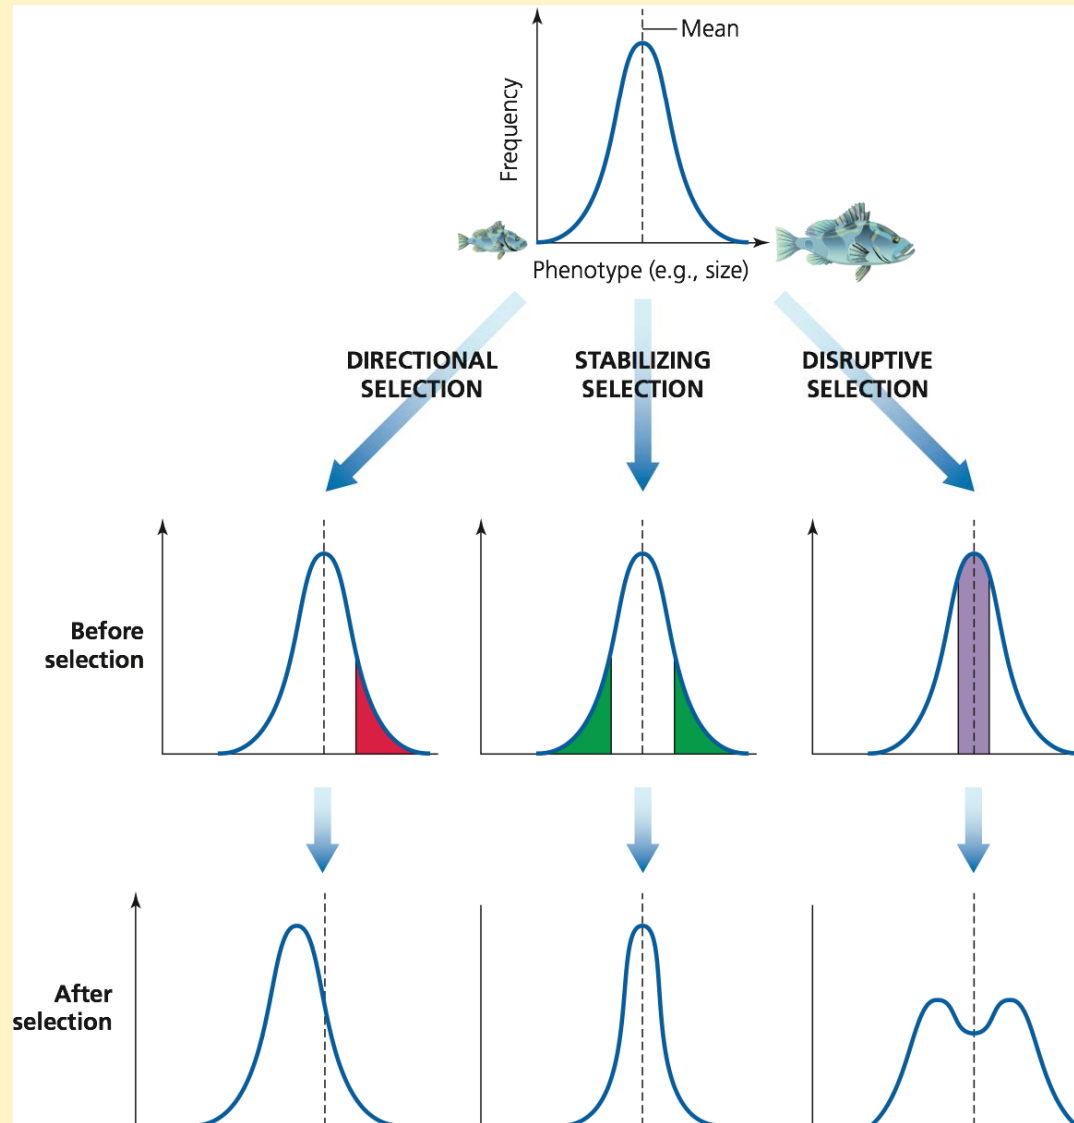 Mean
Frequency
Phenotype (e.g., size)
DIRECTIONAL
SELECTION
STABILIZING
SELECTION
DISRUPTIVE
SELECTION
Before
selection
After
selection